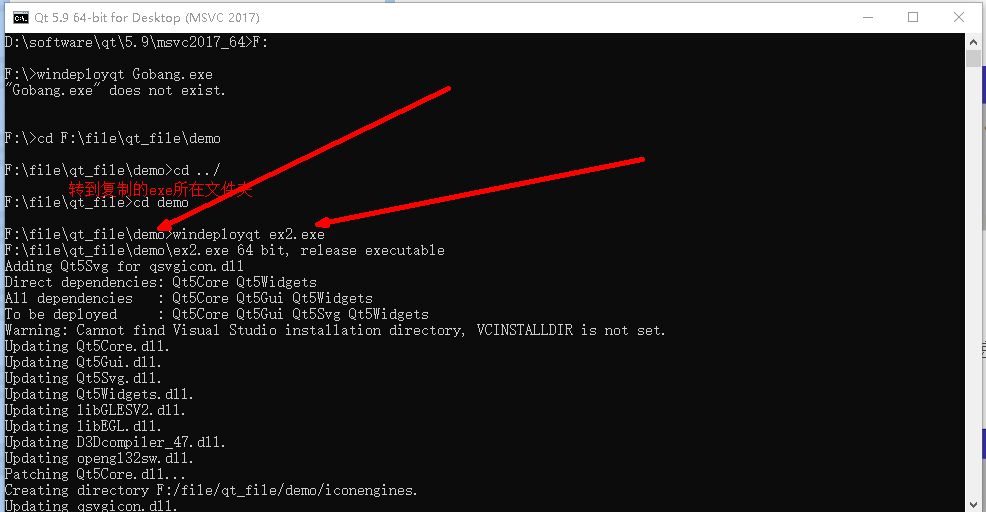 Qt 5.9 64-bit for Desktop (MSVC 2017)
D:\software\qt\5.9\msvc2017_64>F:
F:\>windeployqt Gobang.exe
"Gobang.exe" does not exist.
F:\>cd F:\file\qt_file\demo
F:\file\qt_file\demo>cd ../
转到复制的exe所在文件夹
F:\file\qt_file>cd demo
F:\file\qt_file\demo>windeployqt ex2.exe
F:\file\qt_file\demo\ex2.exe 64 bit, release executable
Adding Qt5Svg for qsvgicon.dll
Direct dependencies: Qt5Core Qt5Widgets
All dependencies   : Qt5Core Qt5Gui Qt5Widgets
To be deployed     : Qt5Core Qt5Gui Qt5Svg Qt5Widgets
Warning: Cannot find Visual Studio installation directory, VCINSTALLDIR is not set.
Updating Qt5Core.dll.
Updating Qt5Gui.dll.
Updating Qt5Svg.dll.
Updating Qt5Widgets.dll.
Updating libGLESV2.dll.
Updating libEGL.dll.
Updating D3Dcompiler_47.dll.
Updating opengl32sw.dll.
Patching Qt5Core.dll...
Creating directory F:/file/qt_file/demo/iconengines.
Updating qsvgicon.dll.